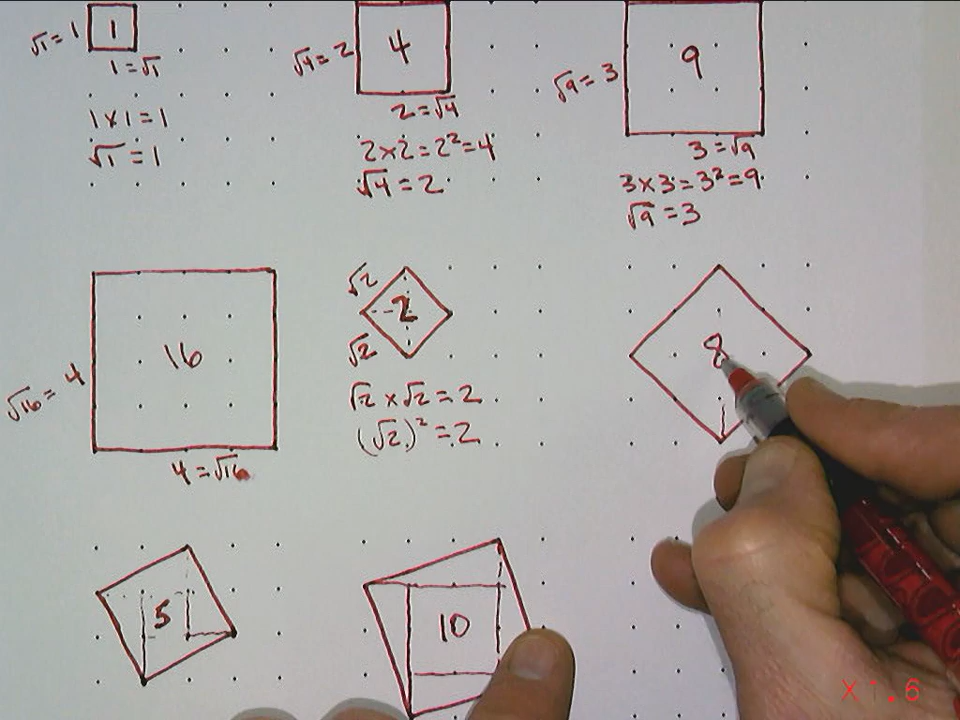 √1 = 1
1
1 = √1
1 x 1 = 1
√1 = 1
√4 = 2
4
2 = √4
2 x 2 = 2² = 4
√4 = 2
√9 = 3
9
3 = √9
3 x 3 = 3² = 9
√9 = 3
√16 = 4
16
4 = √16
√2
2
√2
√2 x √2 = 2
(√2)² = 2
8
5
10